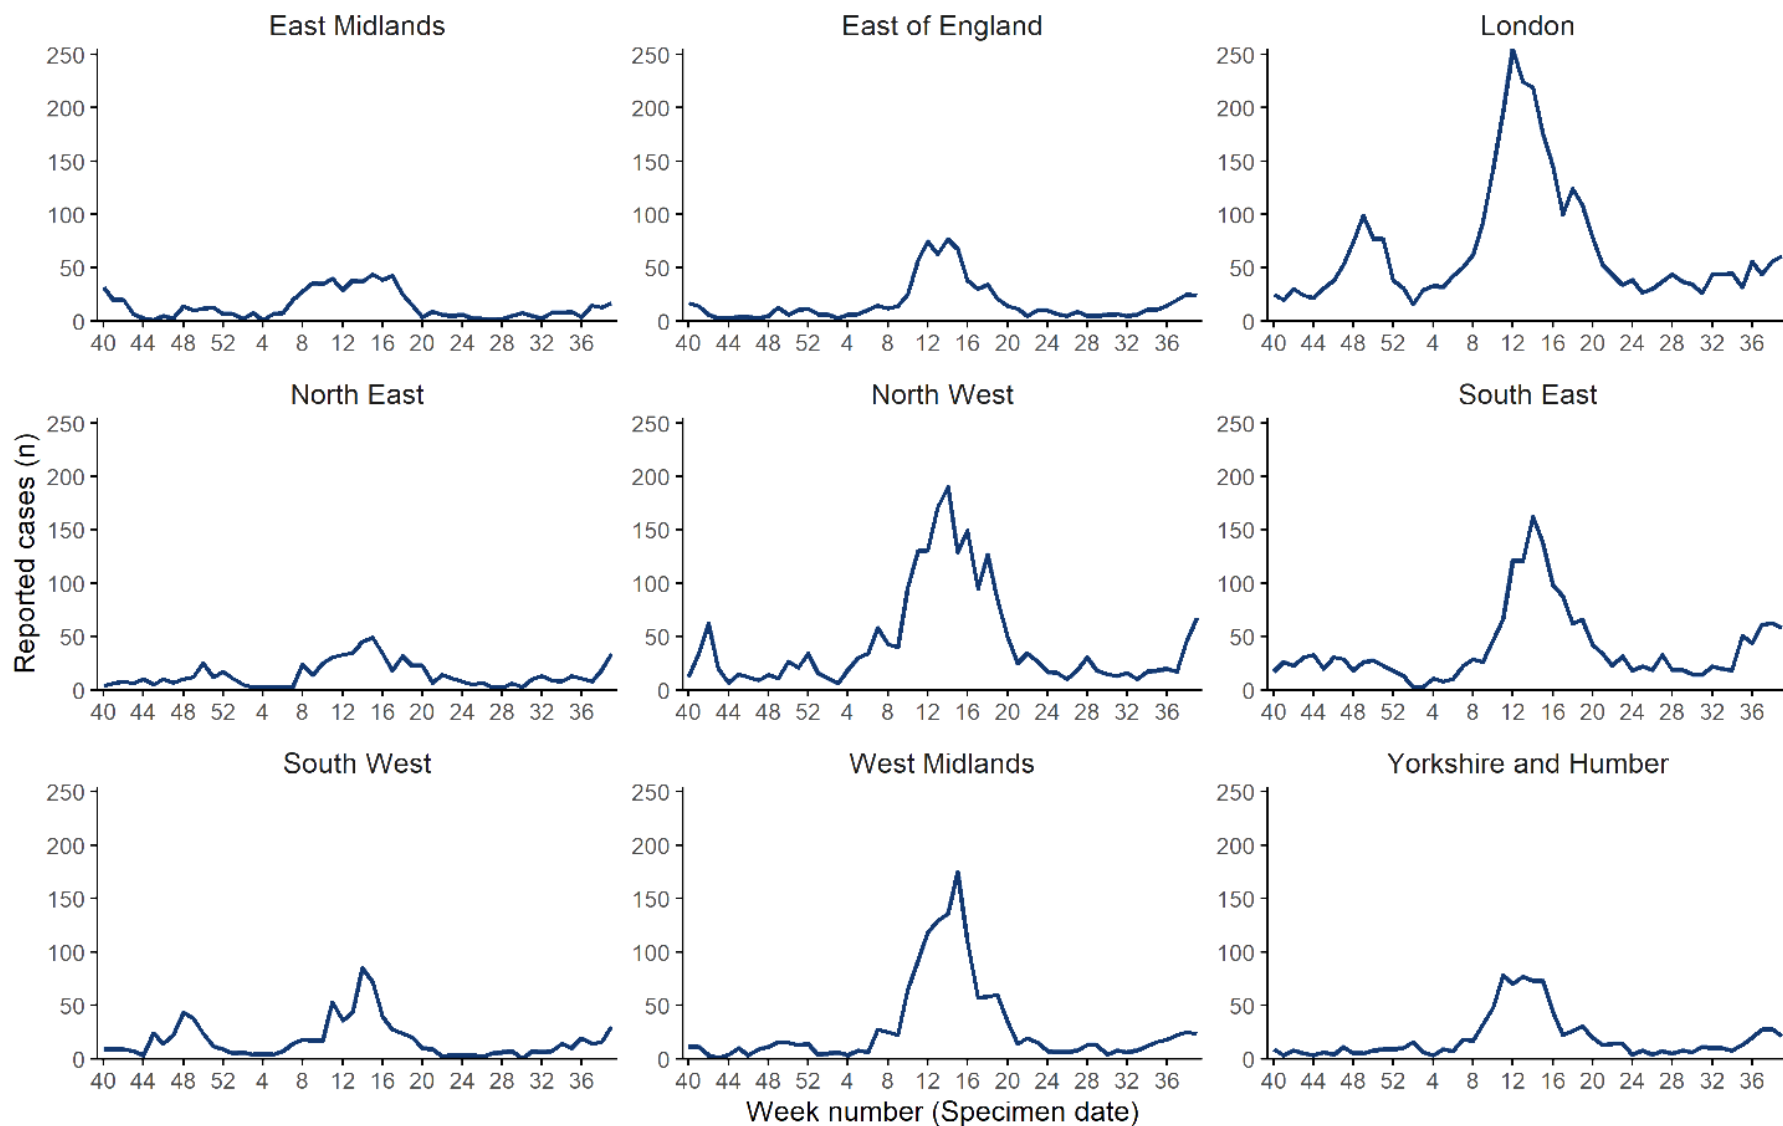 East Midlands
East of England
London
250
200
150
100
50
0
40 44 48 52 4 8 12 16 20 24 28 32 36
250
200
150
100
50
0
40 44 48 52 4 8 12 16 20 24 28 32 36
250
200
150
100
50
0
40 44 48 52 4 8 12 16 20 24 28 32 36
North East
North West
South East
Reported cases (n)
250
200
150
100
50
0
40 44 48 52 4 8 12 16 20 24 28 32 36
250
200
150
100
50
0
40 44 48 52 4 8 12 16 20 24 28 32 36
250
200
150
100
50
0
40 44 48 52 4 8 12 16 20 24 28 32 36
South West
West Midlands
Yorkshire and Humber
250
200
150
100
50
0
40 44 48 52 4 8 12 16 20 24 28 32 36
250
200
150
100
50
0
40 44 48 52 4 8 12 16 20 24 28 32 36
250
200
150
100
50
0
40 44 48 52 4 8 12 16 20 24 28 32 36
Week number (Specimen date)